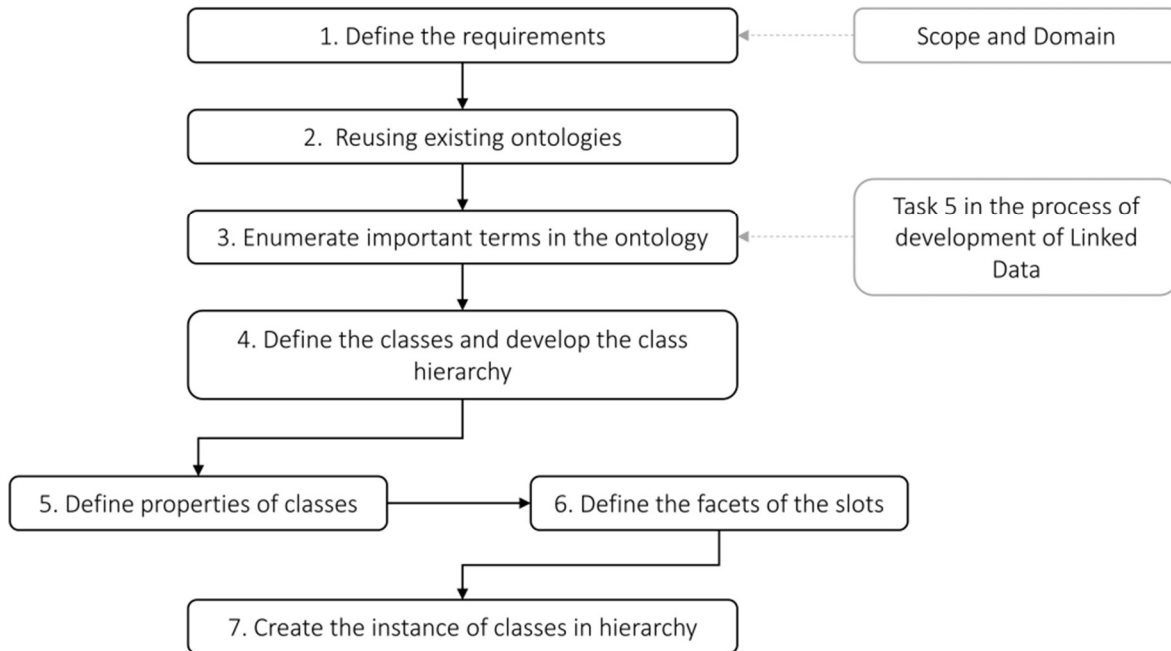 1. Define the requirements
Scope and Domain
2. Reusing existing ontologies
3. Enumerate important terms in the ontology
Task 5 in the process of
development of Linked
Data
4. Define the classes and develop the class
hierarchy
5. Define properties of classes
6. Define the facets of the slots
7. Create the instance of classes in hierarchy